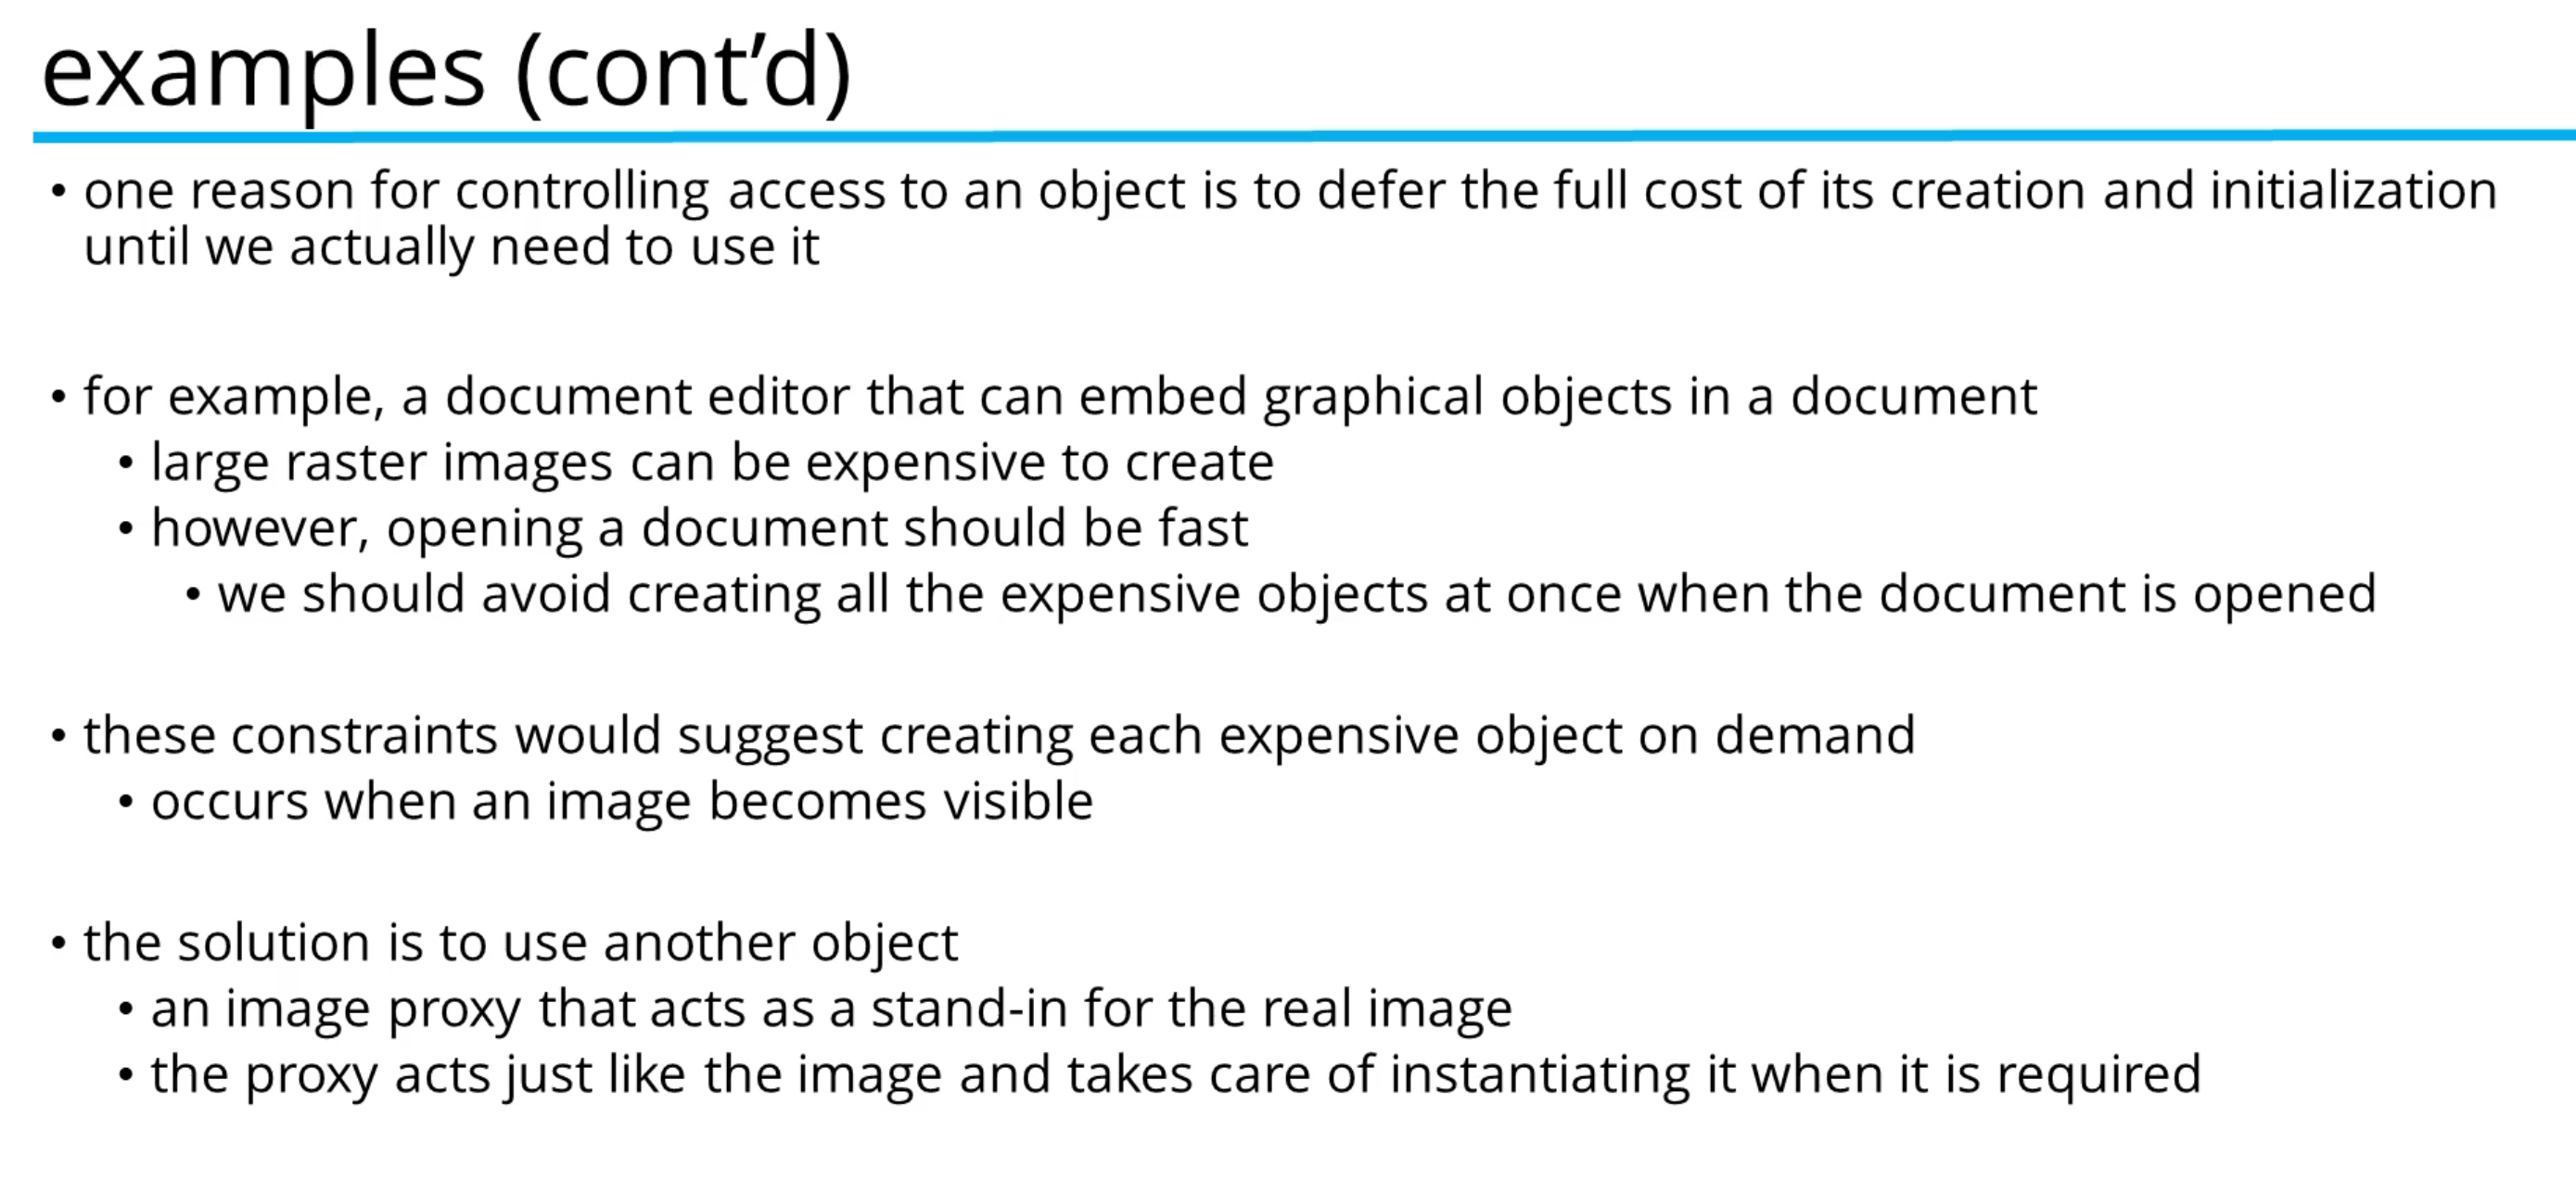 examples (cont’d)
• one reason for controlling access to an object is to defer the full cost of its creation and initialization
until we actually need to use it
• for example, a document editor that can embed graphical objects in a document
• large raster images can be expensive to create
• however, opening a document should be fast
• we should avoid creating all the expensive objects at once when the document is opened
• these constraints would suggest creating each expensive object on demand
• occurs when an image becomes visible
• the solution is to use another object
• an image proxy that acts as a stand-in for the real image
• the proxy acts just like the image and takes care of instantiating it when it is required